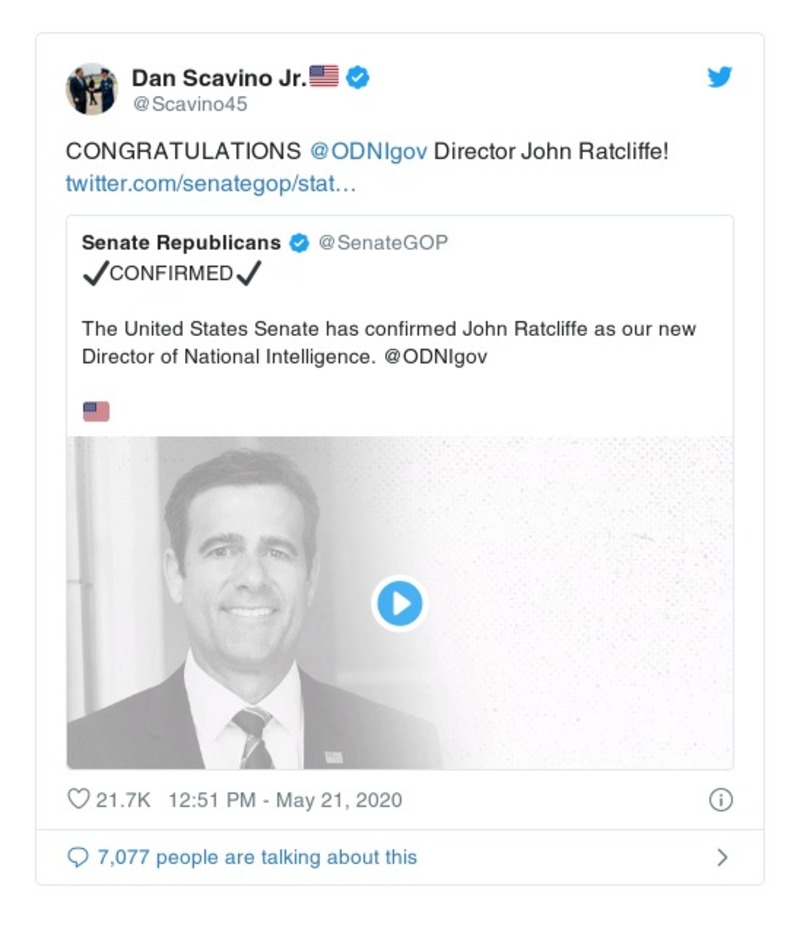 Dan Scavino Jr.🇺🇸
@Scavino45
CONGRATULATIONS @ODNIgov Director John Ratcliffe!
twitter.com/senategop/stat…
Senate Republicans @SenateGOP
✔CONFIRMED✔
The United States Senate has confirmed John Ratcliffe as our new
Director of National Intelligence. @ODNIgov
🇺🇸
21.7K 12:51 PM - May 21, 2020
7,077 people are talking about this